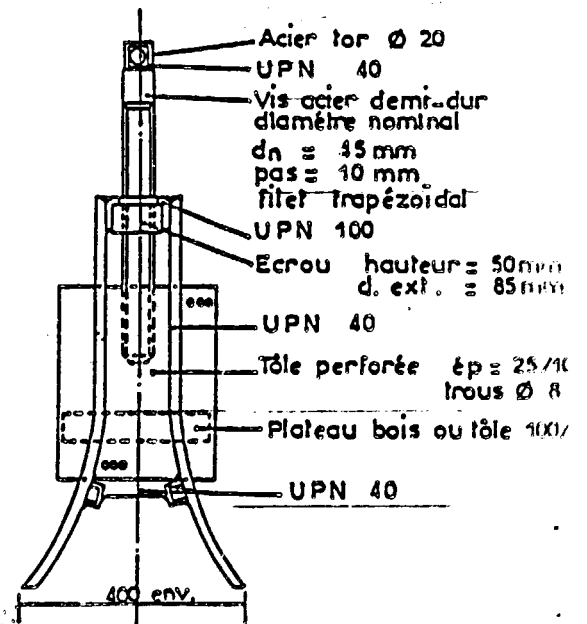 Acier tor Ø 20
UPN 40
Vis acier demi-dur
diamétre nominal
dn = 45 mm
pas = 10 mm
filet trapézoïdal
UPN 100
Ecrou hauteur = 50 mm
d. ext. = 85 mm
UPN 40
Tôle perforée ép = 25/10
trous Ø 8
Plateau bois ou tôle 100/
UPN 40
400 env.